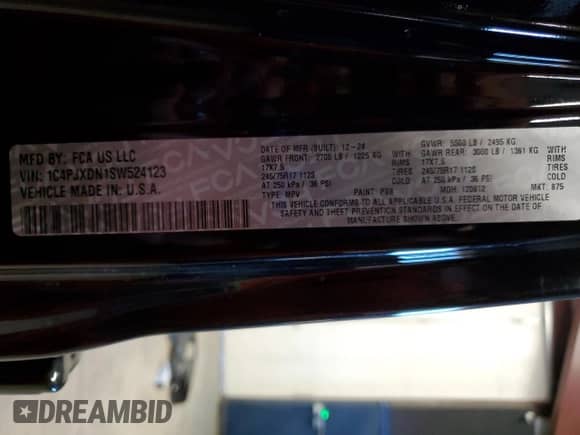 MFD BY: FCA US LLC
VIN: 1C4PJXDN1SW524123
VEHICLE MADE IN: U.S.A.
DATE OF MFR (BUILT): 12-24
GAWR FRONT: 2700 LB / 1225 KG
WITH
17X7.5
RIMS
245/75R17 112S
TIRES
AT 250 kPa / 36 PSI
COLD
TYPE: MPV
PAINT: PX8
GVWR: 5500 LB / 2495 KG
GAWR REAR: 3000 LB / 1361 KG
WITH
17X7.5
RIMS
245/75R17 112S
TIRES
AT 250 kPa / 36 PSI
COLD
MDH: 120612
MKT: 875
THIS VEHICLE CONFORMS TO ALL APPLICABLE U.S.A. FEDERAL MOTOR VEHICLE
SAFETY AND THEFT PREVENTION STANDARDS IN EFFECT ON THE DATE OF
MANUFACTURE SHOWN ABOVE.
DREAMBID